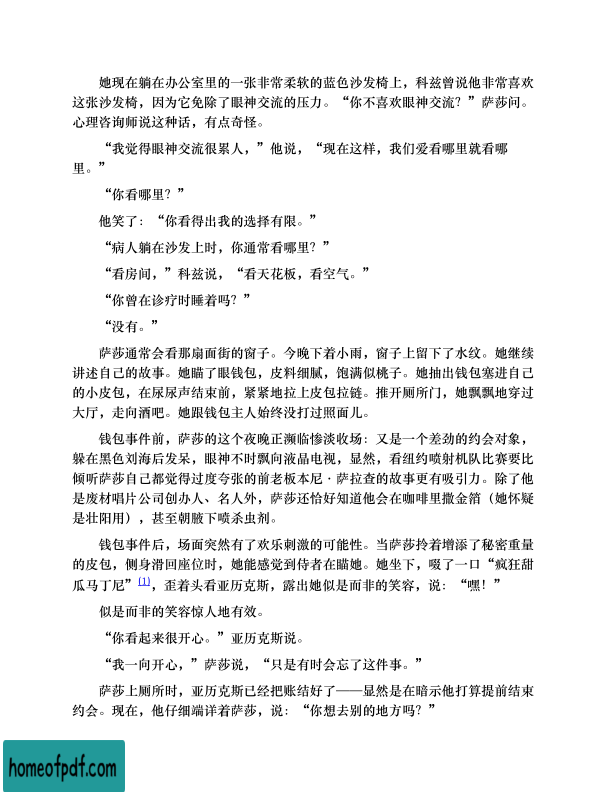 她现在躺在办公室里的一张非常柔软的蓝色沙发椅上，科兹曾说他非常喜欢
这张沙发椅，因为它免除了眼神交流的压力。“你不喜欢眼神交流？”萨莎问。
心理咨询师说这种话，有点奇怪。
“我觉得眼神交流很累人，”他说，“现在这样，我们爱看哪里就看哪
里。”
“你看哪里？”
他笑了：“你看得出我的选择有限。”
“病人躺在沙发上时，你通常看哪里？”
“看房间，”科兹说，“看天花板，看空气。”
“你曾在诊疗时睡着吗？”
“没有。”
萨莎通常会看那扇面街的窗子。今晚下着小雨，窗子上留下了水纹。她继续
讲述自己的故事。她瞄了眼钱包，皮料细腻，饱满似桃子。她抽出钱包塞进自己
的小皮包，在尿尿声结束前，紧紧地拉上皮包拉链。推开厕所门，她飘飘地穿过
大厅，走向酒吧。她跟钱包主人始终没打过照面儿。
钱包事件前，萨莎的这个夜晚正濒临惨淡收场：又是一个差劲的约会对象，
躲在黑色刘海后发呆，眼神不时飘向液晶电视，显然，看纽约喷射机队比赛要比
倾听萨莎自己都觉得过度夸张的前老板本尼·萨拉查的故事更有吸引力。除了他
是废材唱片公司创办人、名人外，萨莎还恰好知道他会在咖啡里撒金箔（她怀疑
是壮阳用），甚至朝腋下喷杀虫剂。
钱包事件后，场面突然有了欢乐刺激的可能性。当萨莎拎着增添了秘密重量
的皮包，侧身滑回座位时，她能感觉到侍者在瞄她。她坐下，啜了一口“疯狂甜
瓜马丁尼”(1)，歪着头看亚历克斯，露出她似是而非的笑容，说：“嘿！”
似是而非的笑容惊人地有效。
“你看起来很开心。”亚历克斯说。
“我一向开心，”萨莎说，“只是有时会忘了这件事。”
萨莎上厕所时，亚历克斯已经把账结好了——显然是在暗示他打算提前结束
约会。现在，他仔细端详着萨莎，说：“你想去别的地方吗？”
homeofpdf.com